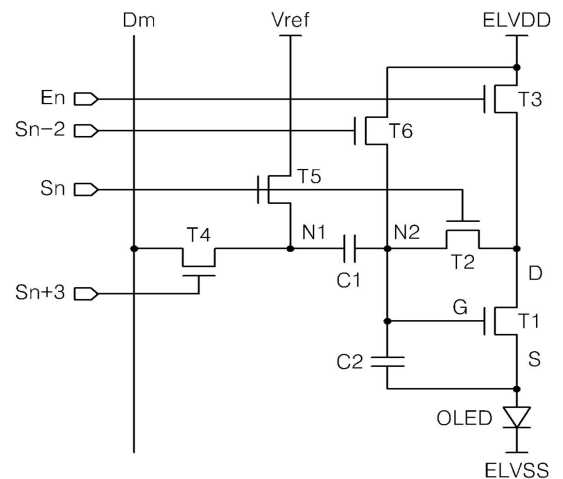 Dm
Vref
ELVDD
En
T3
Sn-2
T6
Sn
T5
T4
N1
N2
T2
C1
D
Sn+3
G
T1
C2
S
OLED
ELVSS